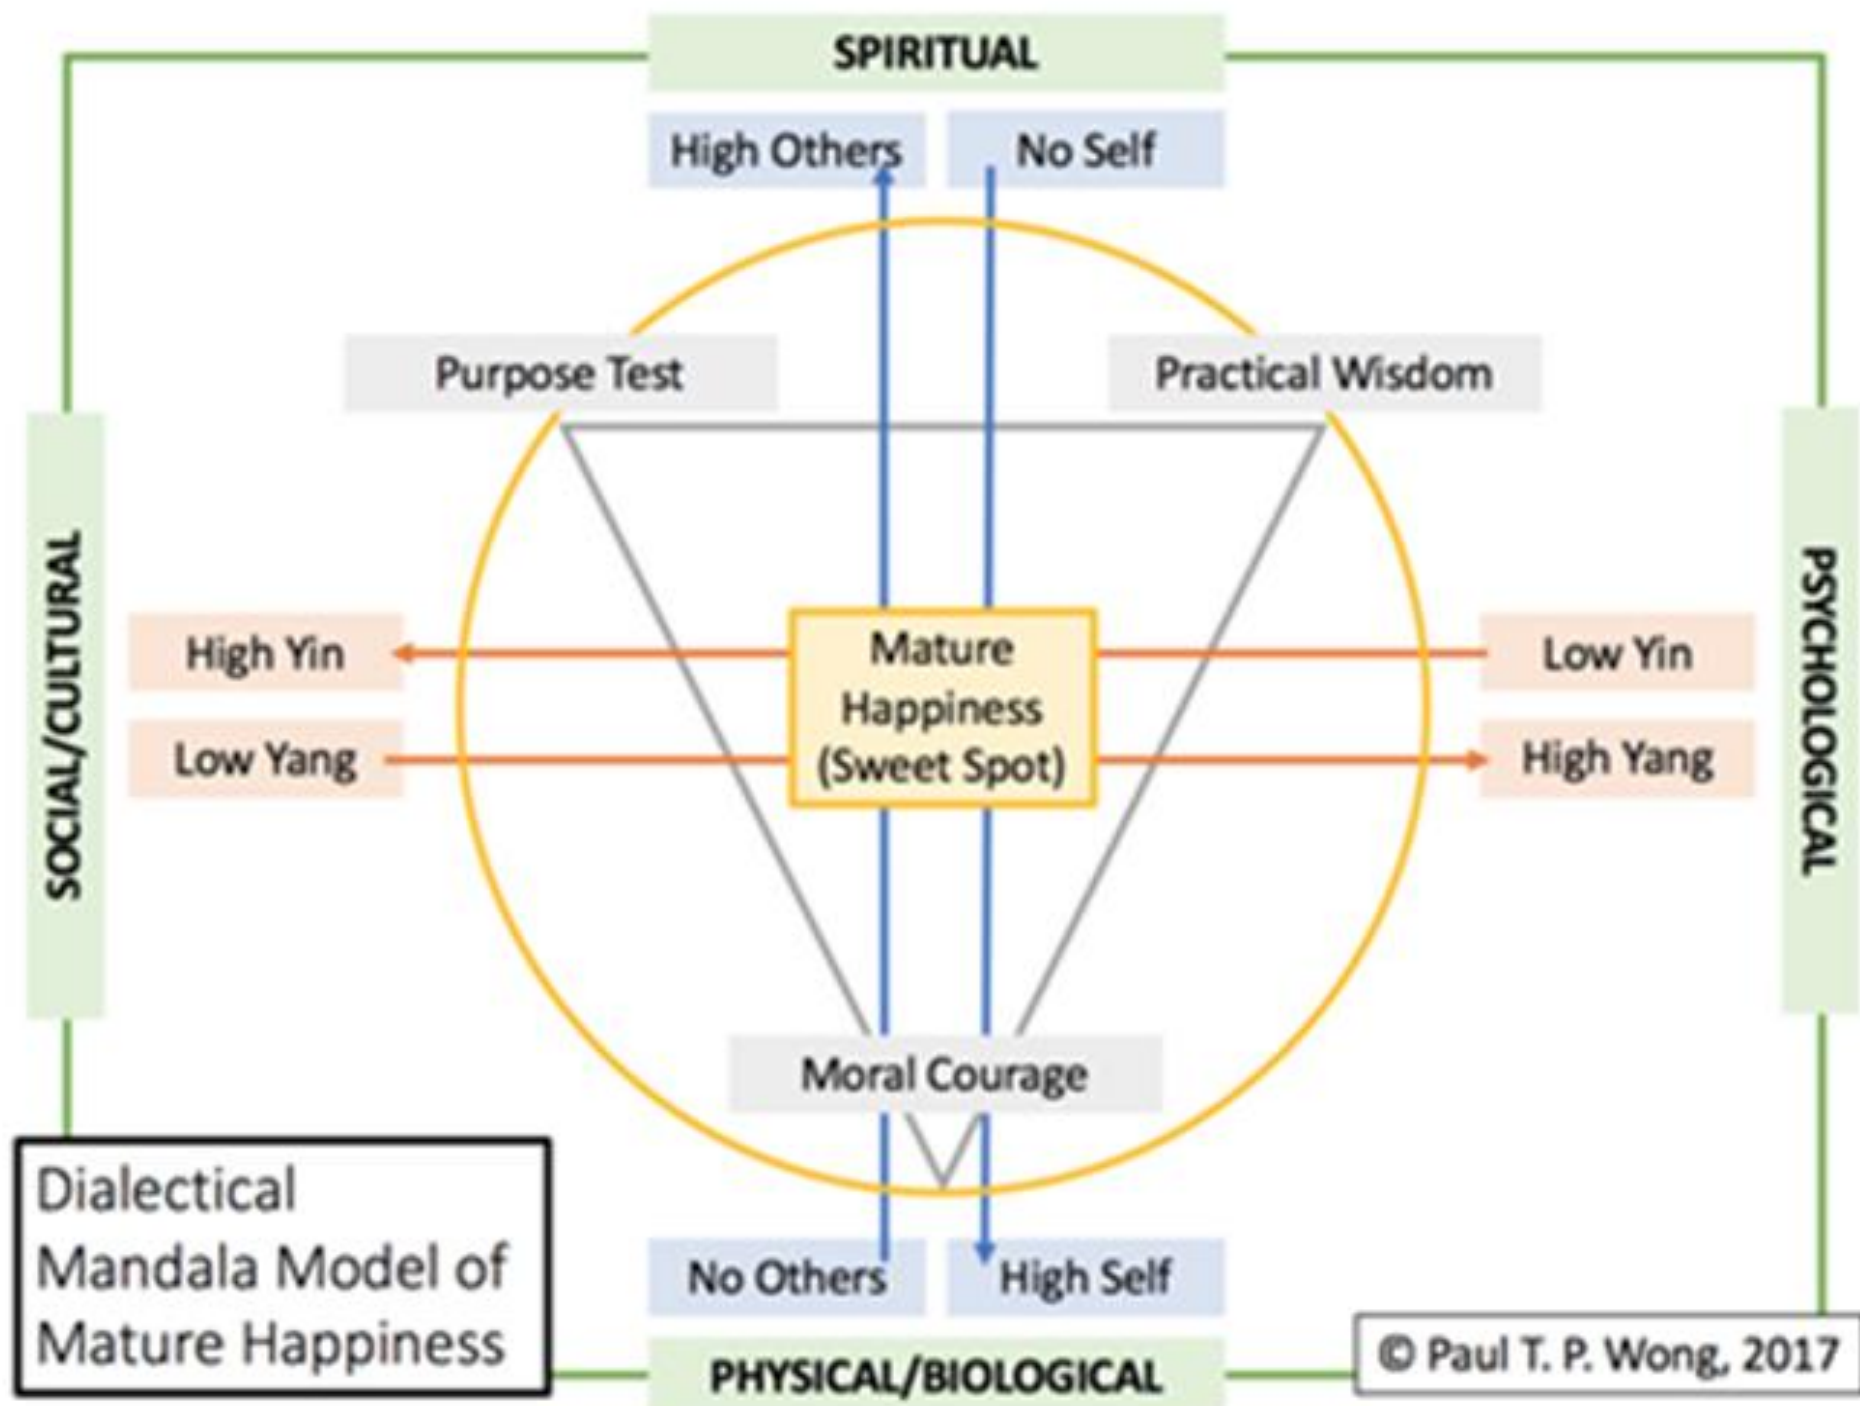 SPIRITUAL
High Others
No Self
Purpose Test
Practical Wisdom
SOCIAL/CULTURAL
PSYCHOLOGICAL
High Yin
Mature
Happiness
(Sweet Spot)
Low Yin
Low Yang
High Yang
Moral Courage
Dialectical
Mandala Model of
Mature Happiness
No Others
High Self
PHYSICAL/BIOLOGICAL
© Paul T. P. Wong, 2017